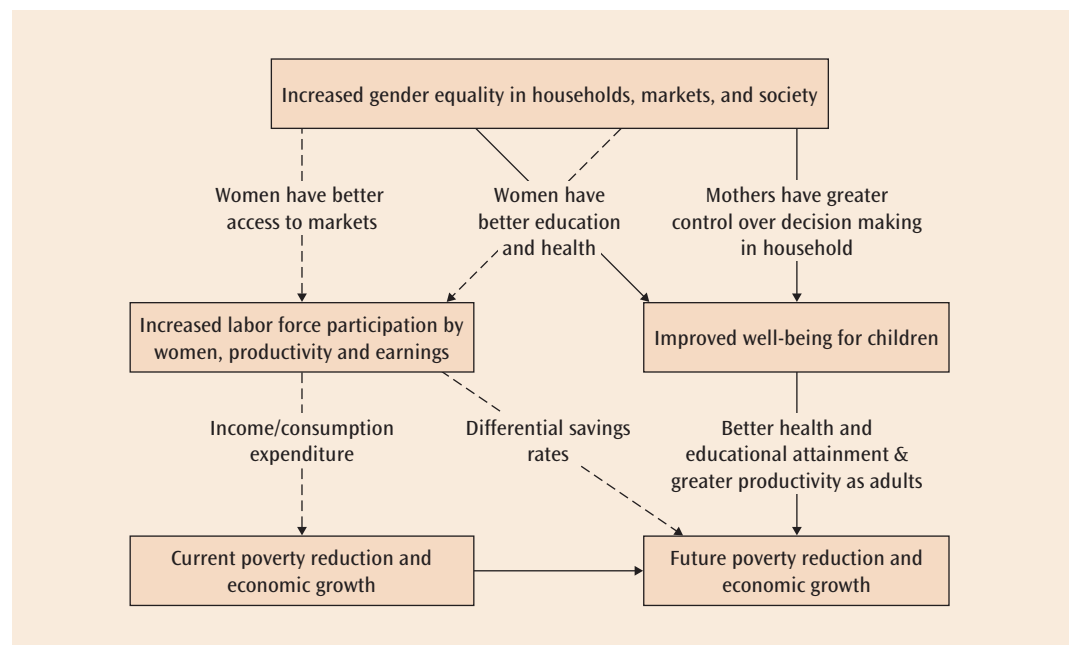 Increased gender equality in households, markets, and society
Women have better
access to markets
Women have
better education
and health
Mothers have greater
control over decision making
in household
Increased labor force participation by
women, productivity and earnings
Improved well-being for children
Income/consumption
expenditure
Differential savings
rates
Better health and
educational attainment &
greater productivity as adults
Current poverty reduction and
economic growth
Future poverty reduction and
economic growth